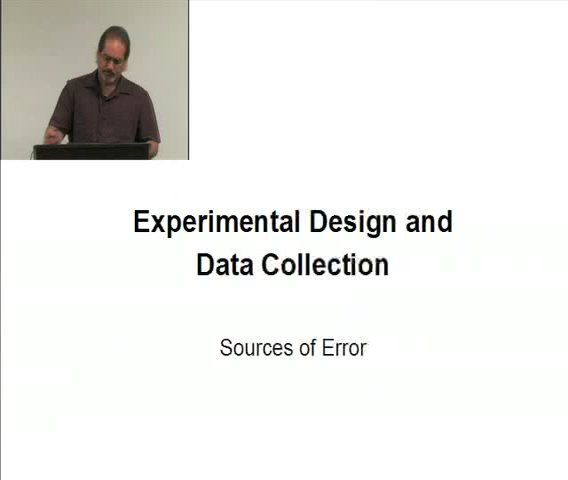 Experimental Design and
Data Collection
Sources of Error